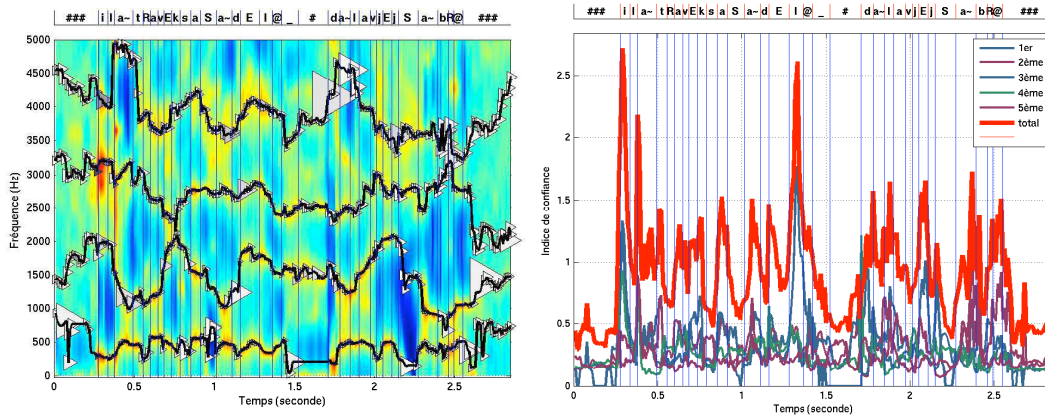 ### i l a~ t R a v E k s a S a~ d E l @ _ # d a~ l a v j E j S a~ b R @ ###
5000
4500
4000
3500
3000
2500
2000
1500
1000
500
0
Fréquence (Hz)
0 0.5 1 1.5 2 2.5
Temps (seconde)
### i l a~ t R a v E k s a S a~ d E l @ _ # d a~ l a v j E j S a~ b R @ ###
2.5
2
1.5
1
0.5
0
Indice de confiance
1er
2ème
3ème
4ème
5ème
total
0 0.5 1 1.5 2 2.5
Temps (seconde)